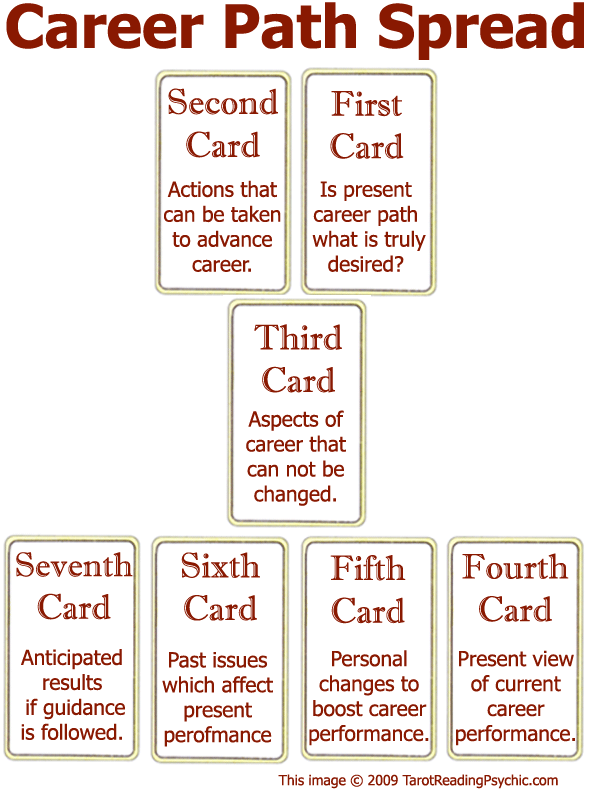 Career Path Spread
Second
Card
Actions that
can be taken
to advance
career.
First
Card
Is present
career path
what is truly
desired?
Third
Card
Aspects of
career that
can not be
changed.
Seventh
Card
Anticipated
results
if guidance
is followed.
Sixth
Card
Past issues
which affect
present
perofmance
Fifth
Card
Personal
changes to
boost career
performance.
Fourth
Card
Present view
of current
career
performance.
This image © 2009 TarotReadingPsychic.com